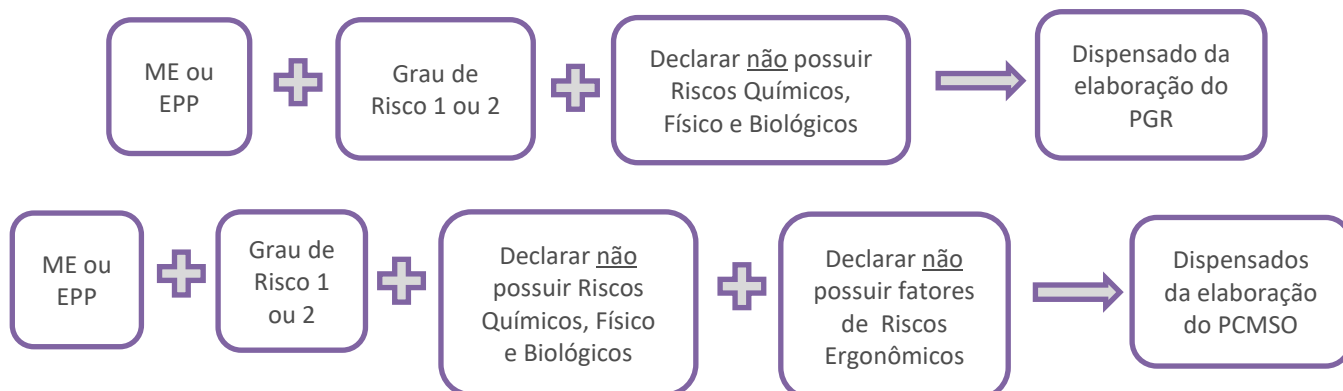 ME ou
EPP
Grau de
Risco 1 ou 2
Declarar não possuir
Riscos Químicos,
Físico e Biológicos
Dispensado da
elaboração do
PGR
ME ou
EPP
Grau de
Risco 1
ou 2
Declarar não
possuir Riscos
Químicos, Físico
e Biológicos
Declarar não
possuir fatores
de Riscos
Ergonômicos
Dispensados
da elaboração
do PCMSO